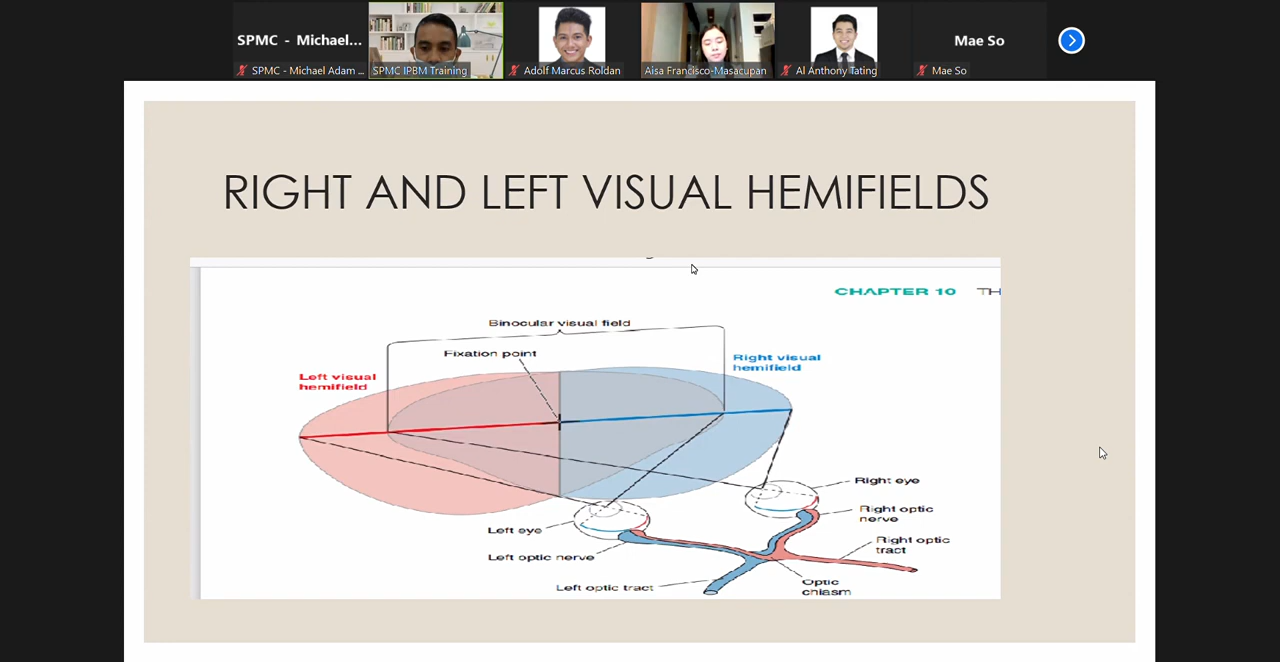 SPMC - Michael...
Mae So
SPMC - Michael Adam ...
SPMC IPBM Training
Adolf Marcus Roldan
Aisa Francisco-Masacupan
Al Anthony Tating
Mae So
RIGHT AND LEFT VISUAL HEMIFIELDS
CHAPTER 10 TH
Binocular visual field
Fixation point
Right visual
hemifield
Left visual
hemifield
Right eye
Right optic
nerve
Left eye
Right optic
tract
Left optic nerve
Left optic tract
Optic
chiasm